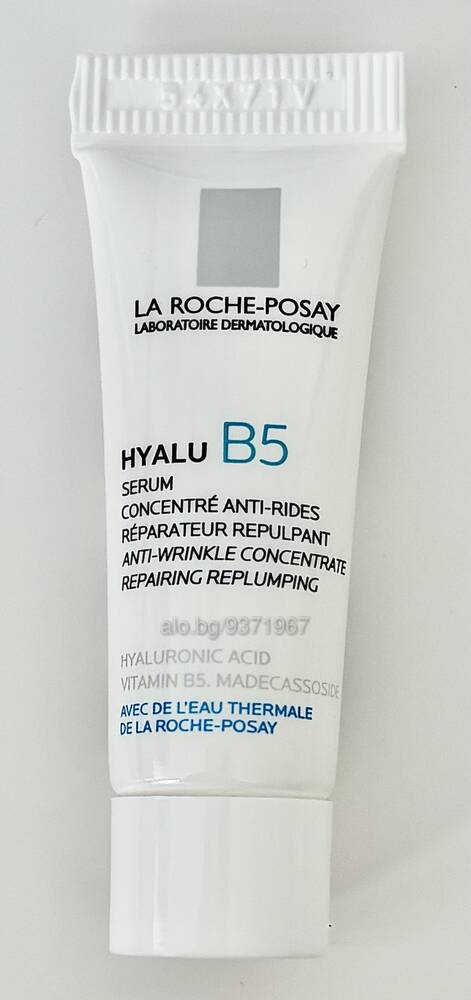 54X71V
LA ROCHE-POSAY
LABORATOIRE DERMATOLOGIQUE
HYALU B5
SERUM
CONCENTRÉ ANTI-RIDES
RÉPARATEUR REPULPANT
ANTI-WRINKLE CONCENTRATE
REPAIRING REPLUMPING
alo.bg/9371967
HYALURONIC ACID
VITAMIN B5. MADECASSOSIDE
AVEC DE L'EAU THERMALE
DE LA ROCHE-POSAY